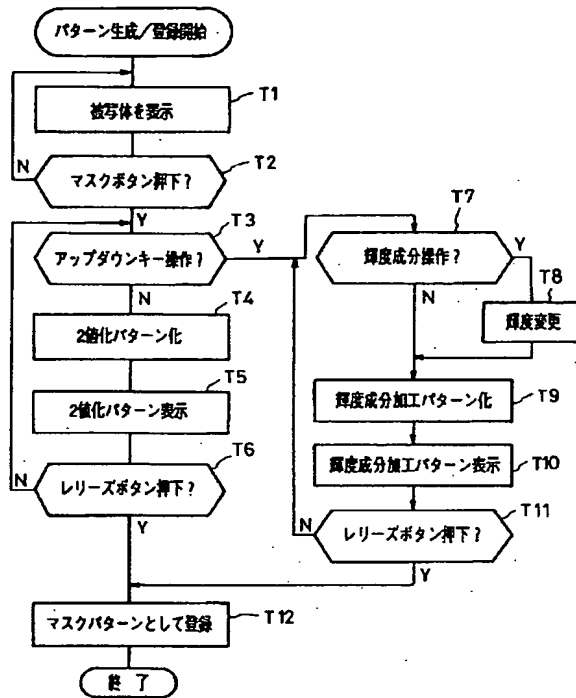 パターン生成／登録開始
被写体を表示
T1
N
マスクボタン押下？
T2
Y
アップダウンキー操作？
T3
Y
N
2値化パターン化
T4
2値化パターン表示
T5
レリーズボタン押下？
T6
N
Y
輝度成分操作？
T7
Y
N
輝度変更
T8
輝度成分加工パターン化
T9
輝度成分加工パターン表示
T10
レリーズボタン押下？
T11
N
Y
マスクパターンとして登録
T12
終了